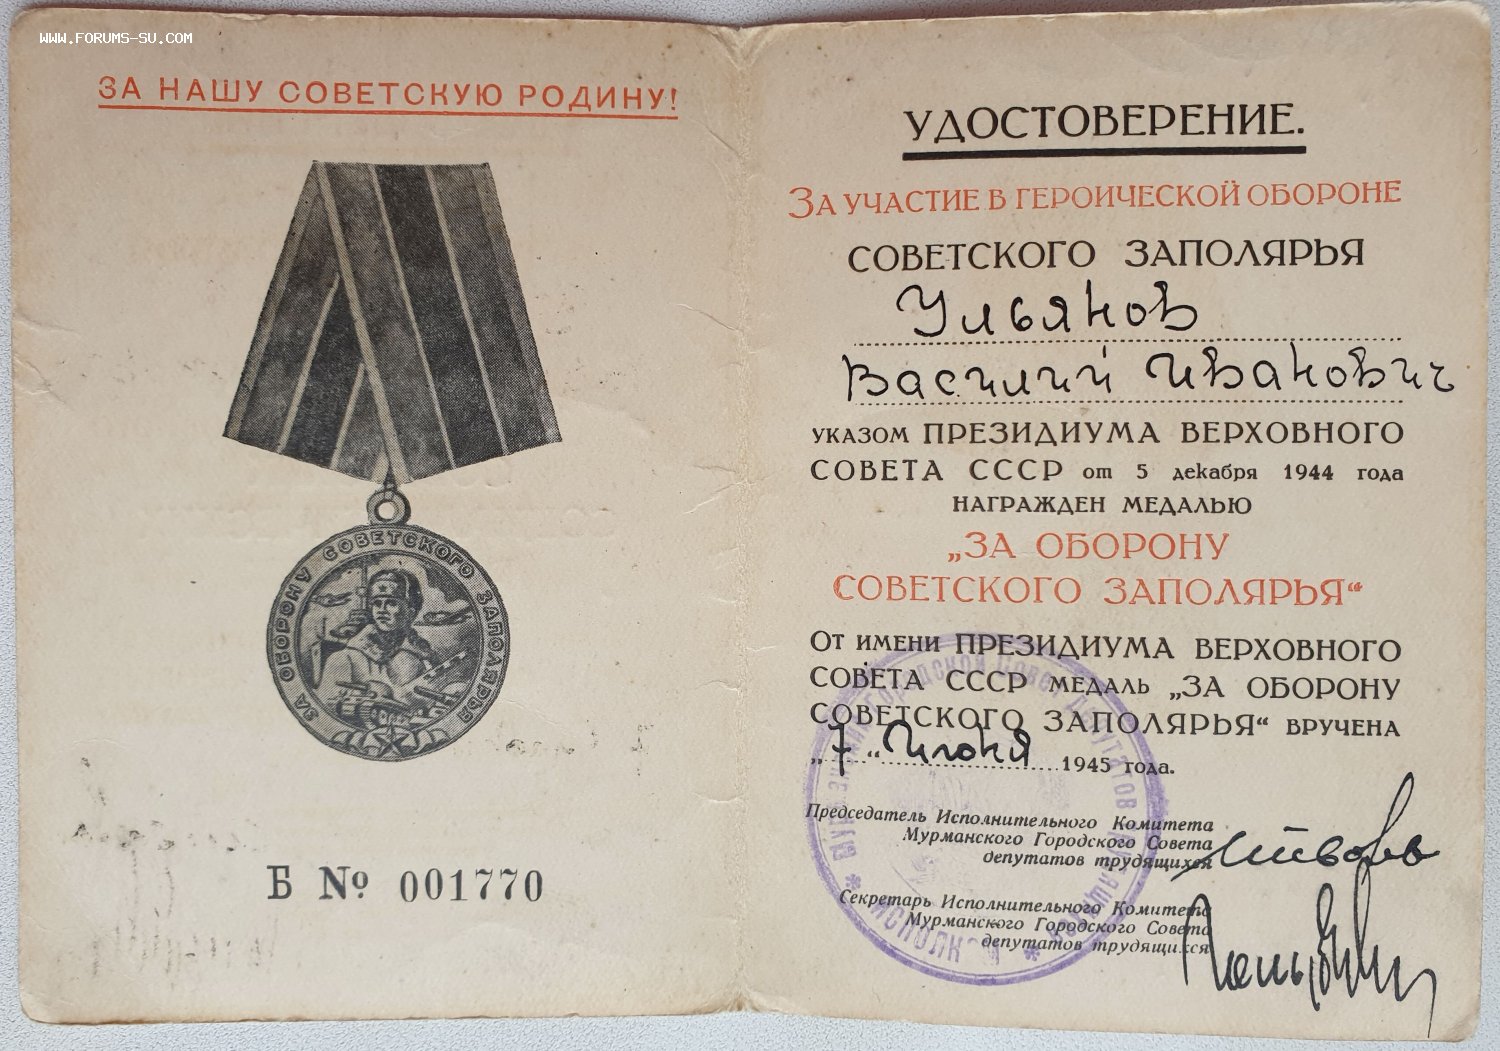 WWW.FORUMS-SU.COM
ЗА НАШУ СОВЕТСКУЮ РОДИНУ!
ЗА ОБОРОНУ СОВЕТСКОГО ЗАПОЛЯРЬЯ
Б № 001770
УДОСТОВЕРЕНИЕ.
ЗА УЧАСТИЕ В ГЕРОИЧЕСКОЙ ОБОРОНЕ
СОВЕТСКОГО ЗАПОЛЯРЬЯ
Ульянов
Василий Иванович
УКАЗОМ ПРЕЗИДИУМА ВЕРХОВНОГО
СОВЕТА СССР от 5 декабря 1944 года
НАГРАЖДЕН МЕДАЛЬЮ
„ЗА ОБОРОНУ
СОВЕТСКОГО ЗАПОЛЯРЬЯ“
ОТ ИМЕНИ ПРЕЗИДИУМА ВЕРХОВНОГО
СОВЕТА СССР МЕДАЛЬ „ЗА ОБОРОНУ
СОВЕТСКОГО ЗАПОЛЯРЬЯ“ ВРУЧЕНА
„7“ Июня 1945 года.
Председатель Исполнительного Комитета
Мурманского Городского Совета
депутатов трудящихся
Секретарь Исполнительного Комитета
Мурманского Городского Совета
депутатов трудящихся